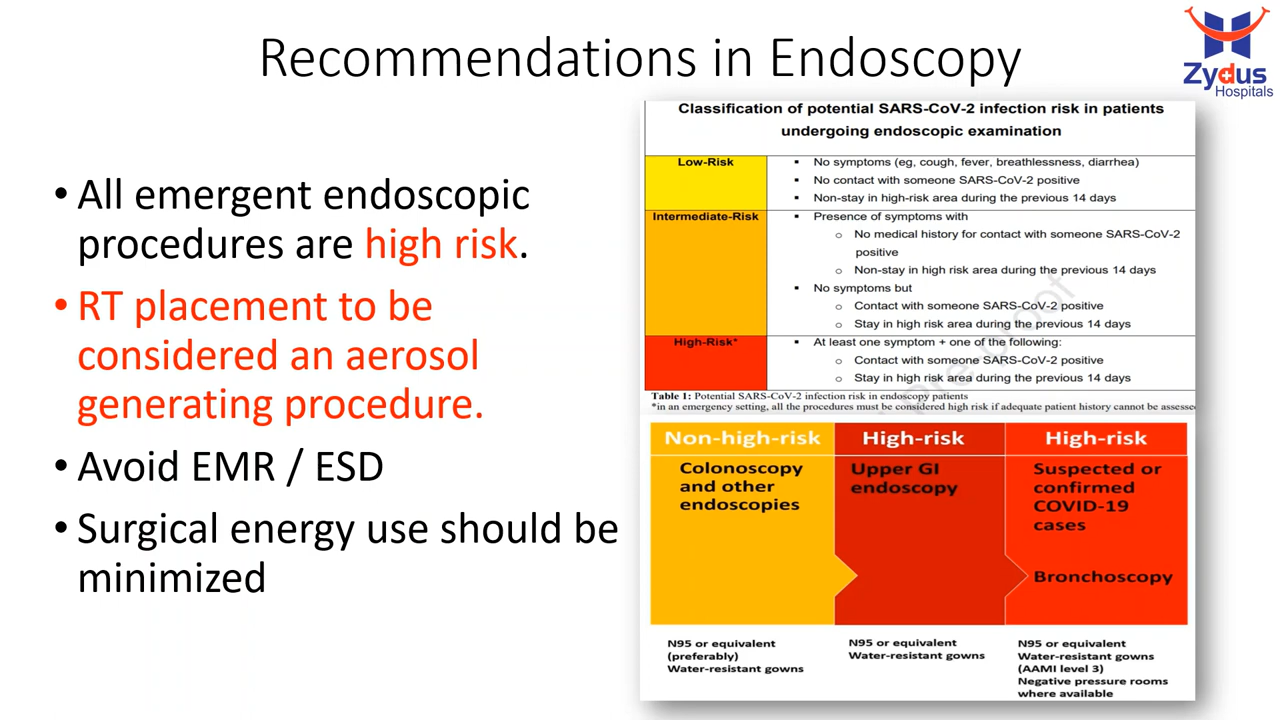 Recommendations in Endoscopy
Zydus
Hospitals
• All emergent endoscopic
procedures are high risk.
• RT placement to be
considered an aerosol
generating procedure.
• Avoid EMR / ESD
• Surgical energy use should be
minimized
Classification of potential SARS-CoV-2 infection risk in patients
undergoing endoscopic examination
Low-Risk
▪ No symptoms (eg, cough, fever, breathlessness, diarrhea)
▪ No contact with someone SARS-CoV-2 positive
▪ Non-stay in high-risk area during the previous 14 days
Intermediate-Risk
▪ Presence of symptoms with
o No medical history for contact with someone SARS-CoV-2
positive
o Non-stay in high risk area during the previous 14 days
▪ No symptoms but
o Contact with someone SARS-CoV-2 positive
o Stay in high risk area during the previous 14 days
High-Risk*
▪ At least one symptom + one of the following:
o Contact with someone SARS-CoV-2 positive
o Stay in high risk area during the previous 14 days
Table 1: Potential SARS-CoV-2 infection risk in endoscopy patients
*in an emergency setting, all the procedures must be considered high risk if adequate patient history cannot be assessed
Non-high-risk
Colonoscopy
and other
endoscopies
N95 or equivalent
(preferably)
Water-resistant gowns
High-risk
Upper GI
endoscopy
N95 or equivalent
Water-resistant gowns
High-risk
Suspected or
confirmed
COVID-19
cases
Bronchoscopy
N95 or equivalent
Water-resistant gowns
(AAMI level 3)
Negative pressure rooms
where available